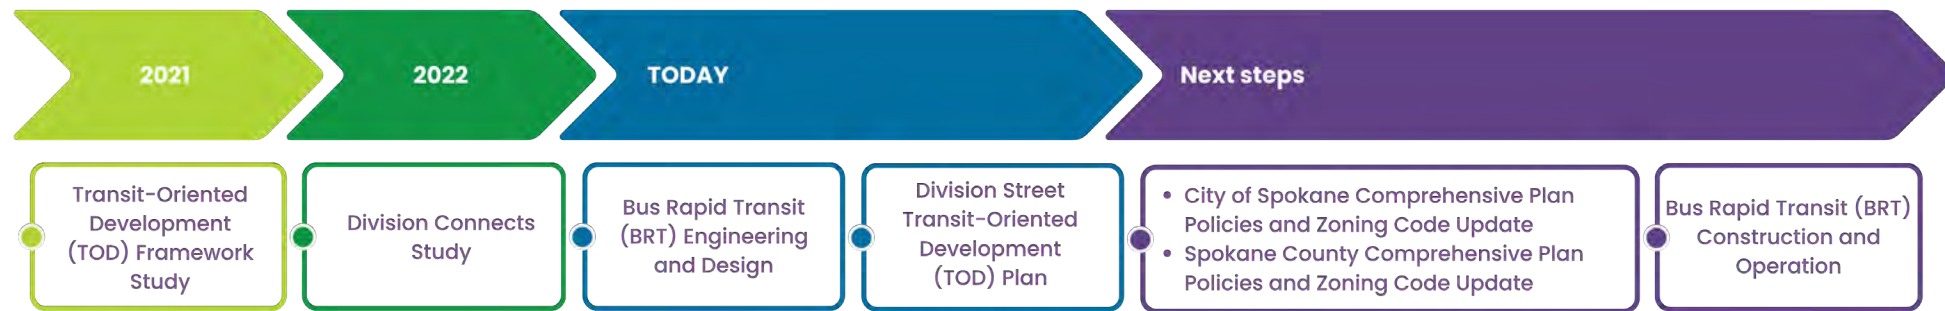 2021
2022
TODAY
Next steps
Transit-Oriented
Development
(TOD) Framework
Study
Division Connects
Study
Bus Rapid Transit
(BRT) Engineering
and Design
Division Street
Transit-Oriented
Development
(TOD) Plan
• City of Spokane Comprehensive Plan
Policies and Zoning Code Update
• Spokane County Comprehensive Plan
Policies and Zoning Code Update
Bus Rapid Transit (BRT)
Construction and
Operation